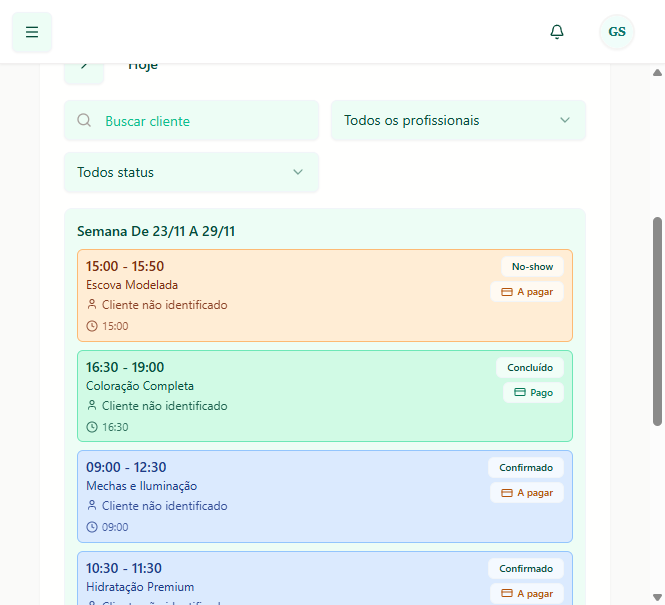 GS
Hoje
Buscar cliente
Todos os profissionais
Todos status
Semana De 23/11 A 29/11
15:00 - 15:50
No-show
Escova Modelada
A pagar
Cliente não identificado
15:00
16:30 - 19:00
Concluído
Coloração Completa
Pago
Cliente não identificado
16:30
09:00 - 12:30
Confirmado
Mechas e Iluminação
A pagar
Cliente não identificado
09:00
10:30 - 11:30
Confirmado
Hidratação Premium
A pagar
Cliente não identificado